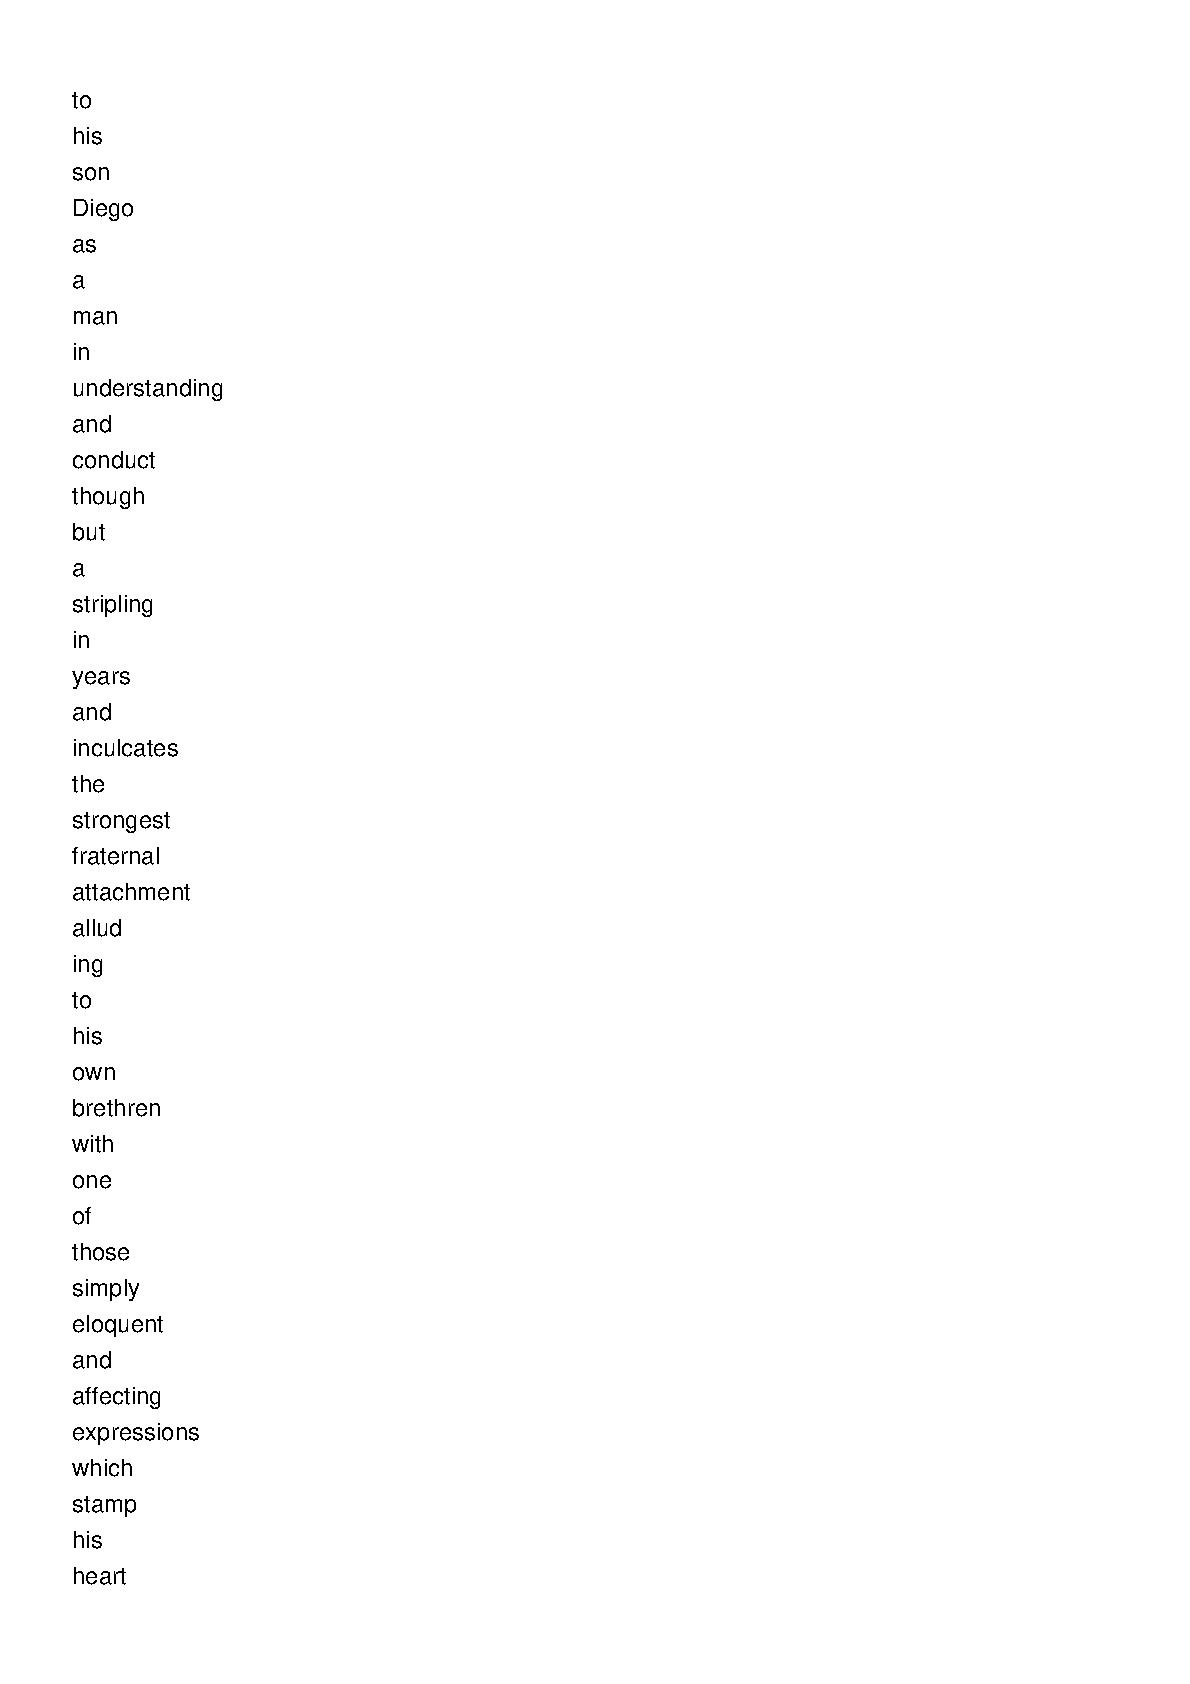 to
his
son
Diego
as
a
man
in
understanding
and
conduct
though
but
a
stripling
in
years
and
inculcates
the
strongest
fraternal
attachment
allud
ing
to
his
own
brethren
with
one
of
those
simply
eloquent
and
affecting
expressions
which
stamp
his
heart